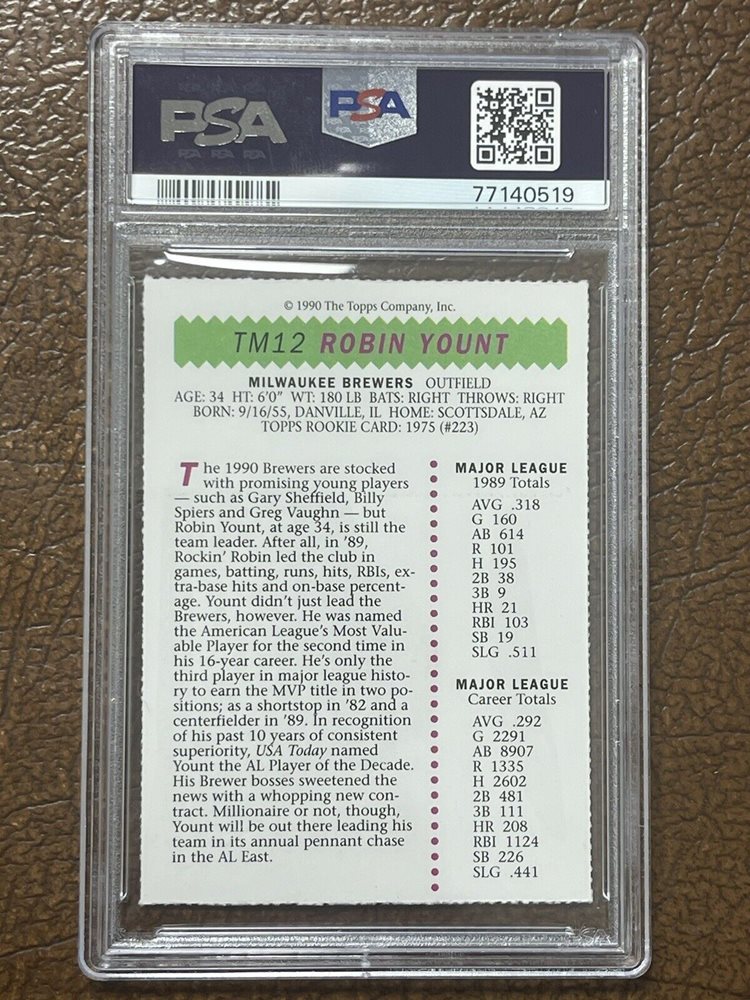 PSA
PSA
77140519
© 1990 The Topps Company, Inc.
TM12 ROBIN YOUNT
MILWAUKEE BREWERS OUTFIELD
AGE: 34 HT: 6'0" WT: 180 LB BATS: RIGHT THROWS: RIGHT
BORN: 9/16/55, DANVILLE, IL HOME: SCOTTSDALE, AZ
TOPPS ROOKIE CARD: 1975 (#223)
The 1990 Brewers are stocked
with promising young players
— such as Gary Sheffield, Billy
Spiers and Greg Vaughn — but
Robin Yount, at age 34, is still the
team leader. After all, in '89,
Rockin' Robin led the club in
games, batting, runs, hits, RBIs, ex-
tra-base hits and on-base percent-
age. Yount didn't just lead the
Brewers, however. He was named
the American League's Most Valu-
able Player for the second time in
his 16-year career. He's only the
third player in major league histo-
ry to earn the MVP title in two po-
sitions; as a shortstop in '82 and a
centerfielder in '89. In recognition
of his past 10 years of consistent
superiority, USA Today named
Yount the AL Player of the Decade.
His Brewer bosses sweetened the
news with a whopping new con-
tract. Millionaire or not, though,
Yount will be out there leading his
team in its annual pennant chase
in the AL East.
MAJOR LEAGUE
1989 Totals
AVG .318
G 160
AB 614
R 101
H 195
2B 38
3B 9
HR 21
RBI 103
SB 19
SLG .511
MAJOR LEAGUE
Career Totals
AVG .292
G 2291
AB 8907
R 1335
H 2602
2B 481
3B 111
HR 208
RBI 1124
SB 226
SLG .441